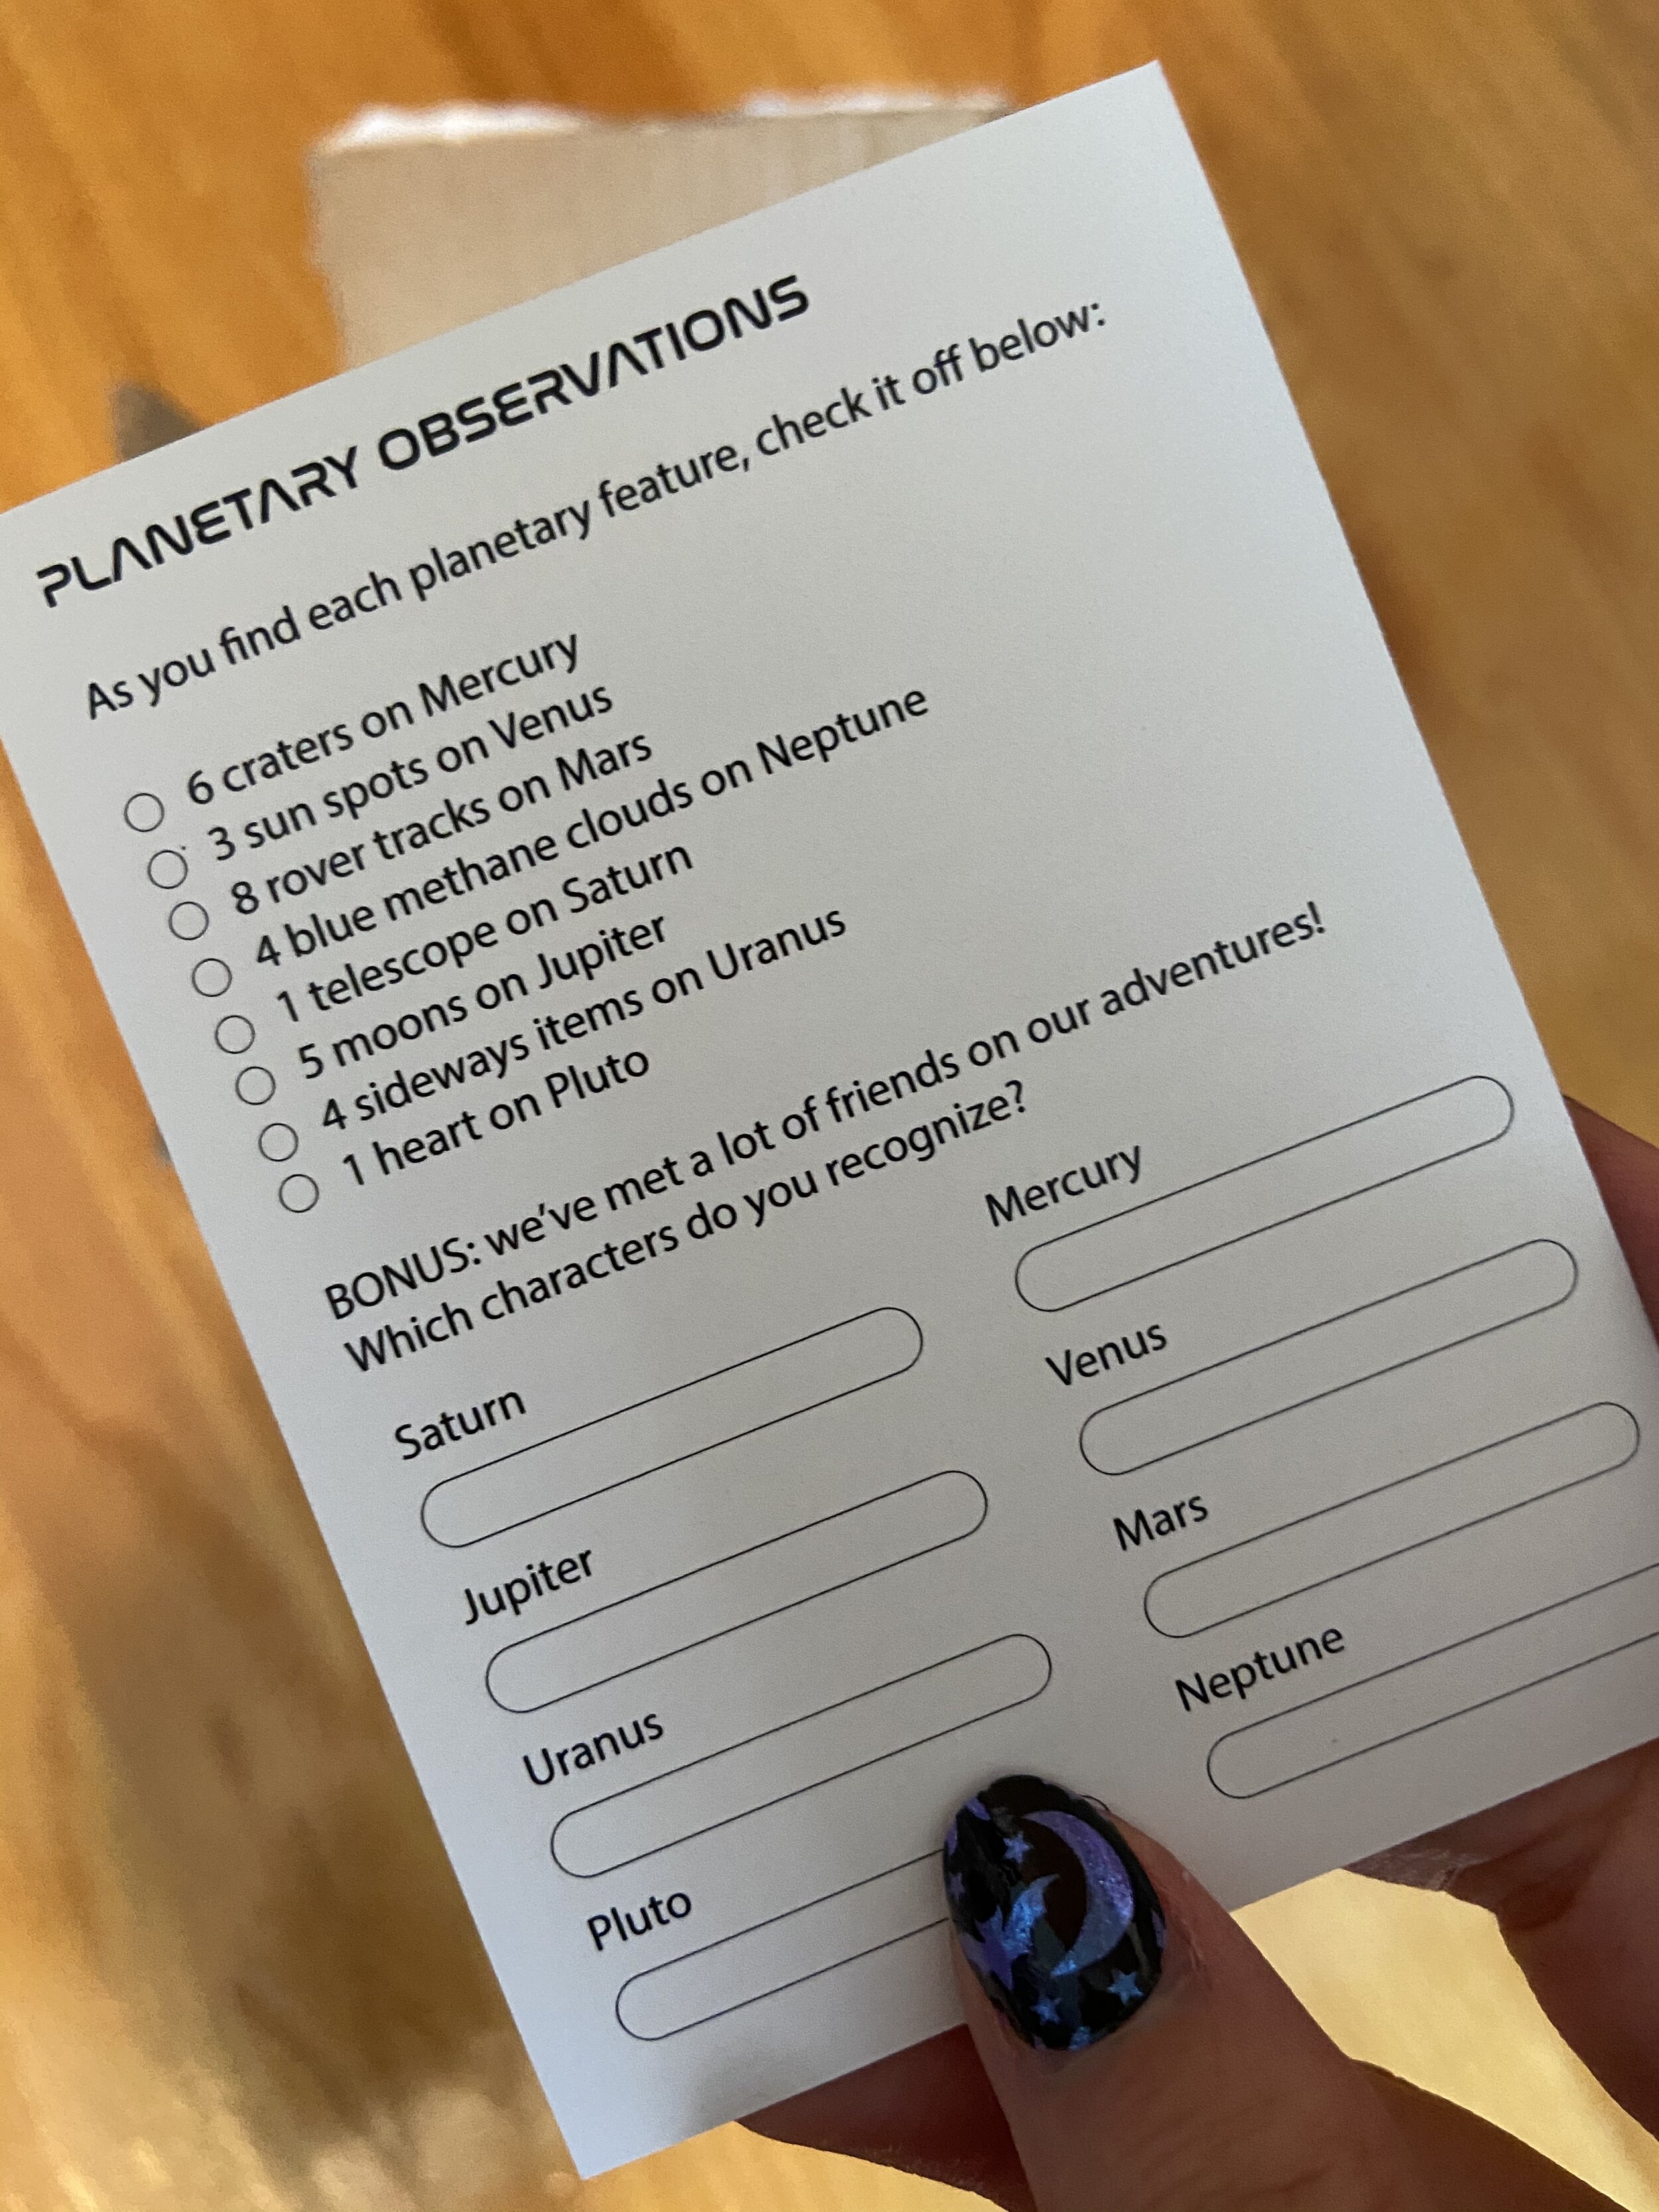 PLANETARY OBSERVATIONS
As you find each planetary feature, check it off below:
6 craters on Mercury
3 sun spots on Venus
8 rover tracks on Mars
4 blue methane clouds on Neptune
1 telescope on Saturn
5 moons on Jupiter
4 sideways items on Uranus
1 heart on Pluto
BONUS: we've met a lot of friends on our adventures!
Which characters do you recognize?
Saturn
Jupiter
Uranus
Pluto
Mercury
Venus
Mars
Neptune